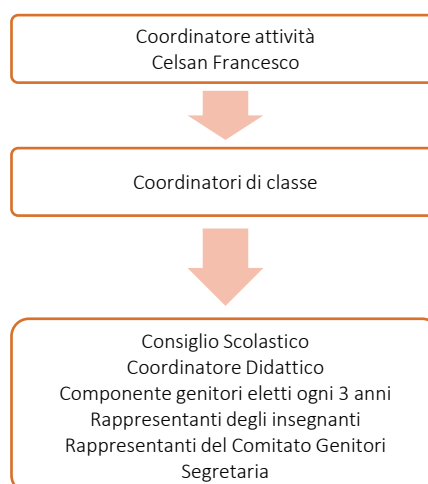 Coordinatore attività
Celsan Francesco
Coordinatori di classe
Consiglio Scolastico
Coordinatore Didattico
Componente genitori eletti ogni 3 anni
Rappresentanti degli insegnanti
Rappresentanti del Comitato Genitori
Segretaria